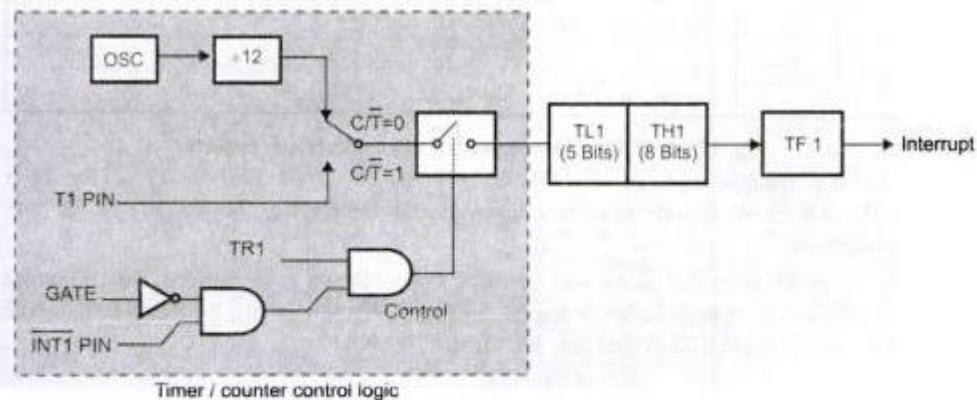 OSC
÷12
C/T̅=0
C/T̅=1
T1 PIN
TL1
(5 Bits)
TH1
(8 Bits)
TF 1
Interrupt
TR1
GATE
I̅N̅T̅1̅ PIN
Control
Timer / counter control logic